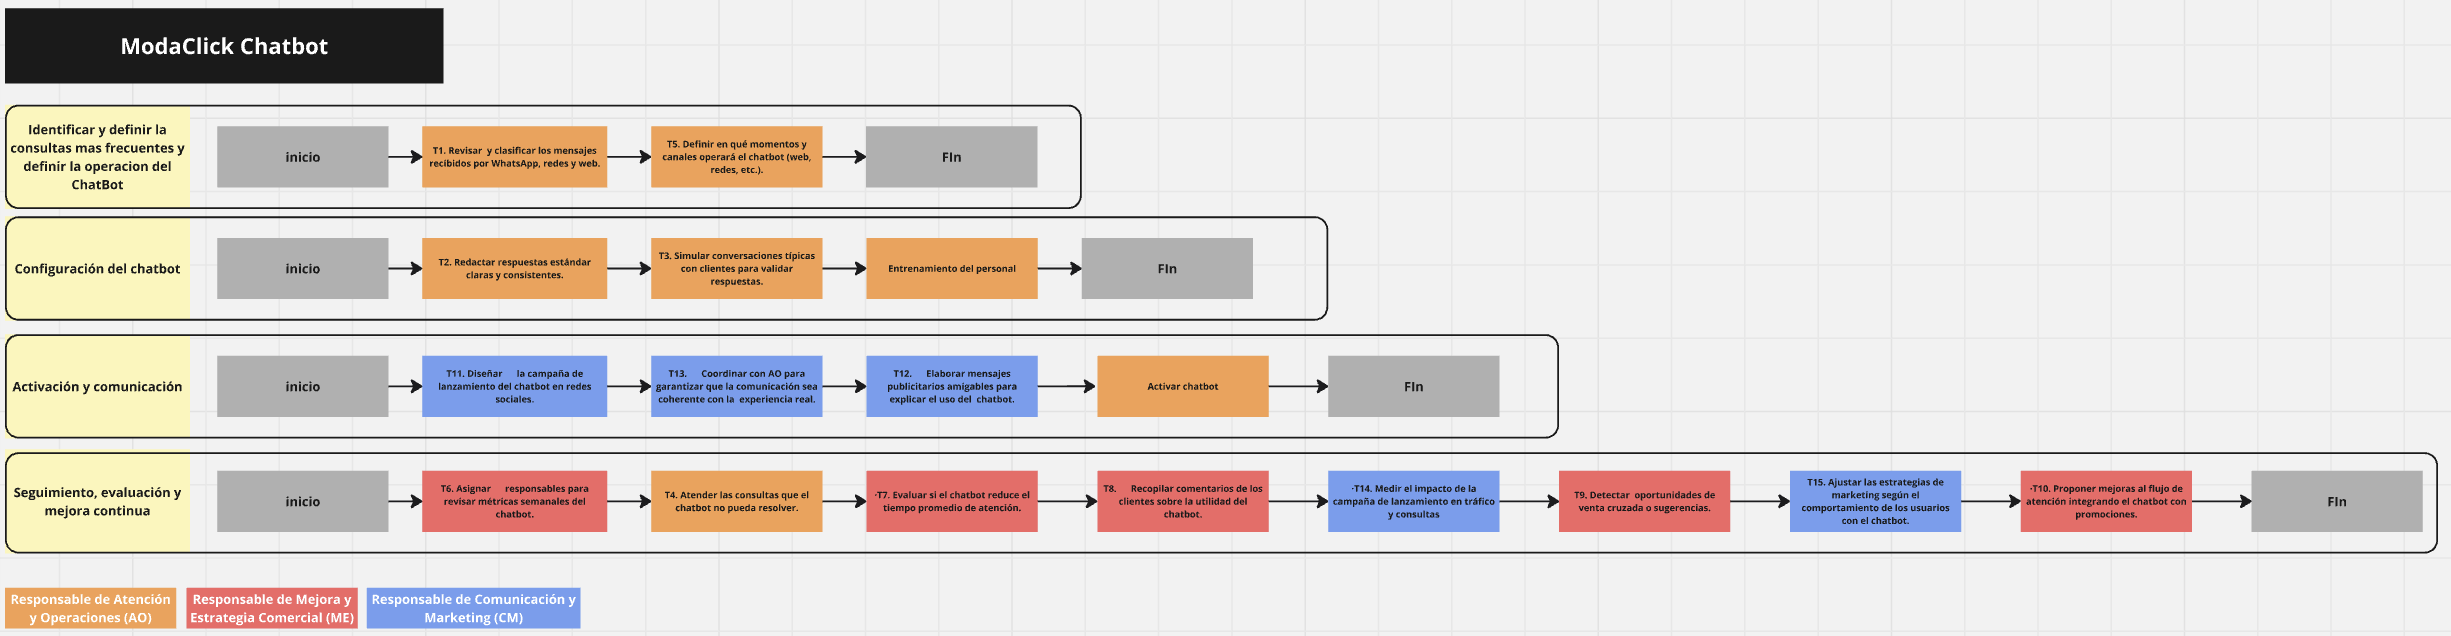 ModaClick Chatbot
Identificar y definir la
consultas mas frecuentes y
definir la operacion del
ChatBot
inicio
T1. Revisar y clasificar los mensajes
recibidos por WhatsApp, redes y web.
T5. Definir en qué momentos y
canales operará el chatbot (web,
redes, etc.).
FIn
Configuración del chatbot
inicio
T2. Redactar respuestas estándar
claras y consistentes.
T3. Simular conversaciones típicas
con clientes para validar
respuestas.
Entrenamiento del personal
FIn
Activación y comunicación
inicio
T11. Diseñar la campaña de
lanzamiento del chatbot en redes
sociales.
T13. Coordinar con AO para
garantizar que la comunicación sea
coherente con la experiencia real.
T12. Elaborar mensajes
publicitarios amigables para
explicar el uso del chatbot.
Activar chatbot
FIn
Seguimiento, evaluación y
mejora continua
inicio
T6. Asignar responsables para
revisar métricas semanales del
chatbot.
T4. Atender las consultas que el
chatbot no pueda resolver.
·T7. Evaluar si el chatbot reduce el
tiempo promedio de atención.
T8. Recopilar comentarios de los
clientes sobre la utilidad del
chatbot.
·T14. Medir el impacto de la
campaña de lanzamiento en tráfico
y consultas
T9. Detectar oportunidades de
venta cruzada o sugerencias.
T15. Ajustar las estrategias de
marketing según el
comportamiento de los usuarios
con el chatbot.
·T10. Proponer mejoras al flujo de
atención integrando el chatbot con
promociones.
FIn
Responsable de Atención
y Operaciones (AO)
Responsable de Mejora y
Estrategia Comercial (ME)
Responsable de Comunicación y
Marketing (CM)